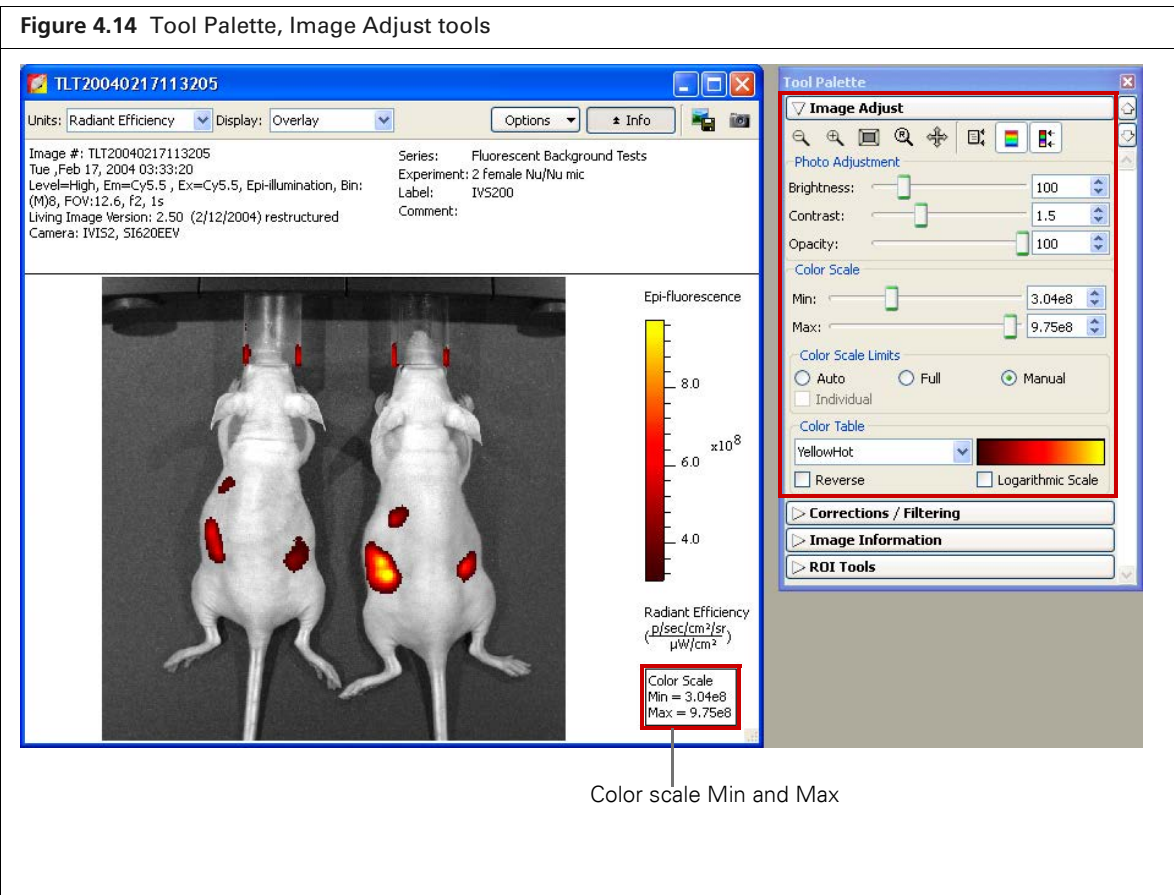 Figure 4.14 Tool Palette, Image Adjust tools
TLT20040217113205
Units: Radiant Efficiency Display: Overlay Options Info
Image #: TLT20040217113205
Tue ,Feb 17, 2004 03:33:20
Level=High, Em=Cy5.5 , Ex=Cy5.5, Epi-illumination, Bin:
(M)8, FOV:12.6, f2, 1s
Living Image Version: 2.50 (2/12/2004) restructured
Camera: IVIS2, SI620EEV
Series: Fluorescent Background Tests
Experiment: 2 female Nu/Nu mic
Label: IVS200
Comment:
Epi-fluorescence
8.0
x10⁸
6.0
4.0
Radiant Efficiency
(p/sec/cm²/sr
µW/cm²)
Color Scale
Min = 3.04e8
Max = 9.75e8
Color scale Min and Max
Tool Palette
Image Adjust
Photo Adjustment
Brightness: 100
Contrast: 1.5
Opacity: 100
Color Scale
Min: 3.04e8
Max: 9.75e8
Color Scale Limits
Auto Full Manual
Individual
Color Table
YellowHot
Reverse Logarithmic Scale
Corrections / Filtering
Image Information
ROI Tools